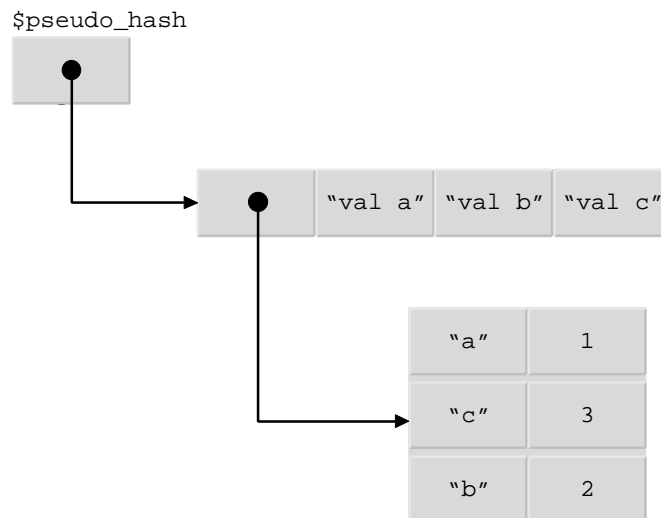 $pseudo_hash
“val a” “val b” “val c”
“a” 1
“c” 3
“b” 2